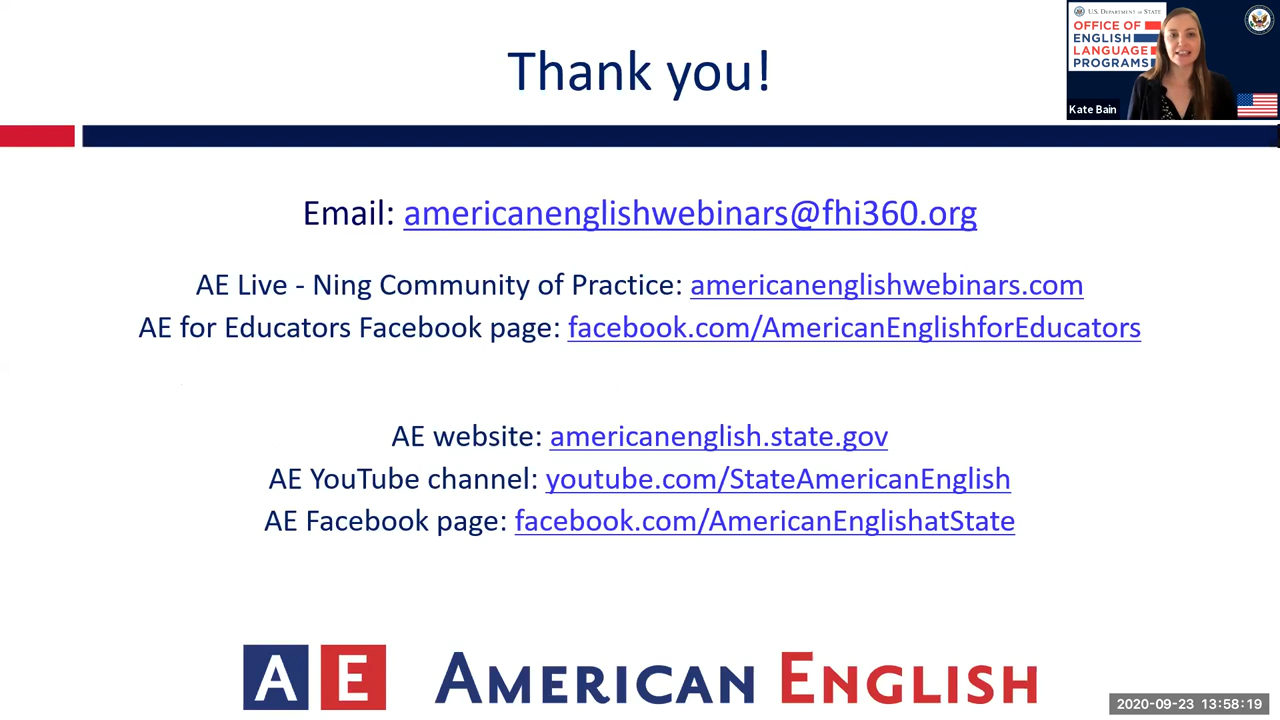 Thank you!
U.S. DEPARTMENT OF STATE
OFFICE OF
ENGLISH
LANGUAGE
PROGRAMS
Kate Bain
Email: americanenglishwebinars@fhi360.org
AE Live - Ning Community of Practice: americanenglishwebinars.com
AE for Educators Facebook page: facebook.com/AmericanEnglishforEducators
AE website: americanenglish.state.gov
AE YouTube channel: youtube.com/StateAmericanEnglish
AE Facebook page: facebook.com/AmericanEnglishatState
AE AMERICAN ENGLISH
2020-09-23 13:58:19